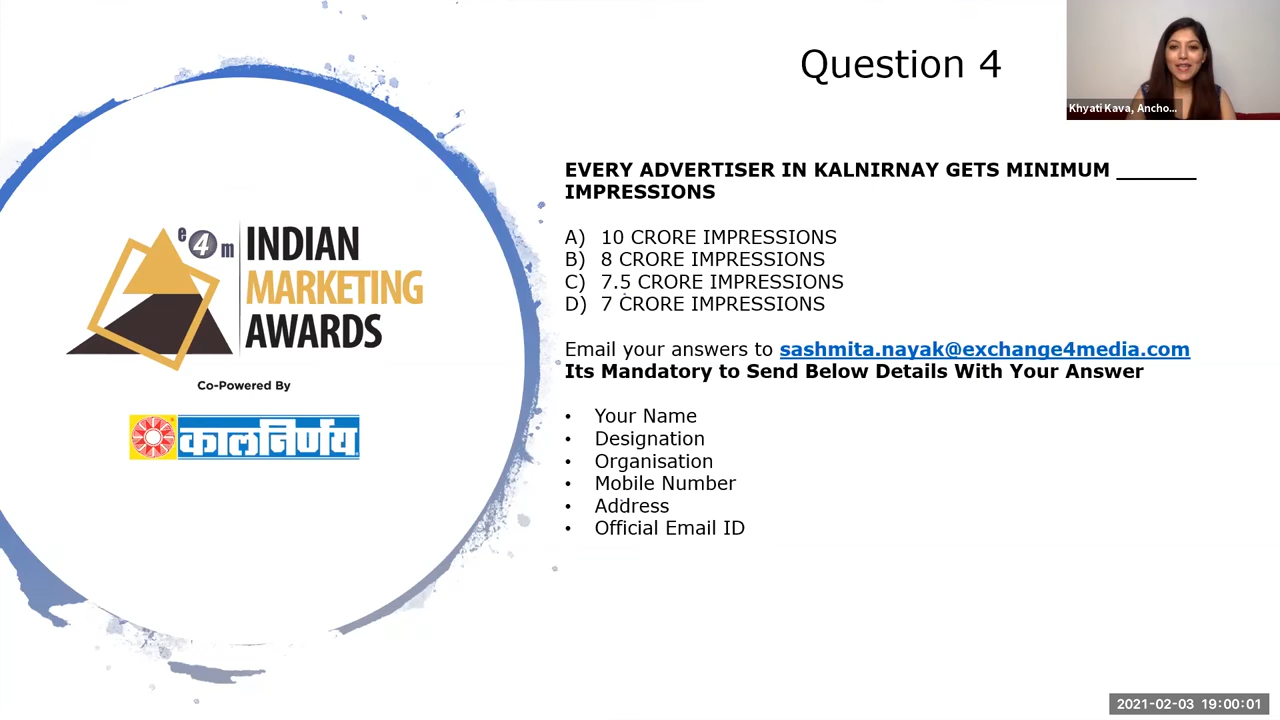 Question 4
Khyati Kava, Ancho...
EVERY ADVERTISER IN KALNIRNAY GETS MINIMUM ______
IMPRESSIONS
A) 10 CRORE IMPRESSIONS
B) 8 CRORE IMPRESSIONS
C) 7.5 CRORE IMPRESSIONS
D) 7 CRORE IMPRESSIONS
Email your answers to sashmita.nayak@exchange4media.com
Its Mandatory to Send Below Details With Your Answer
• Your Name
• Designation
• Organisation
• Mobile Number
• Address
• Official Email ID
e4m
INDIAN
MARKETING
AWARDS
Co-Powered By
कालनिर्णय
2021-02-03 19:00:01